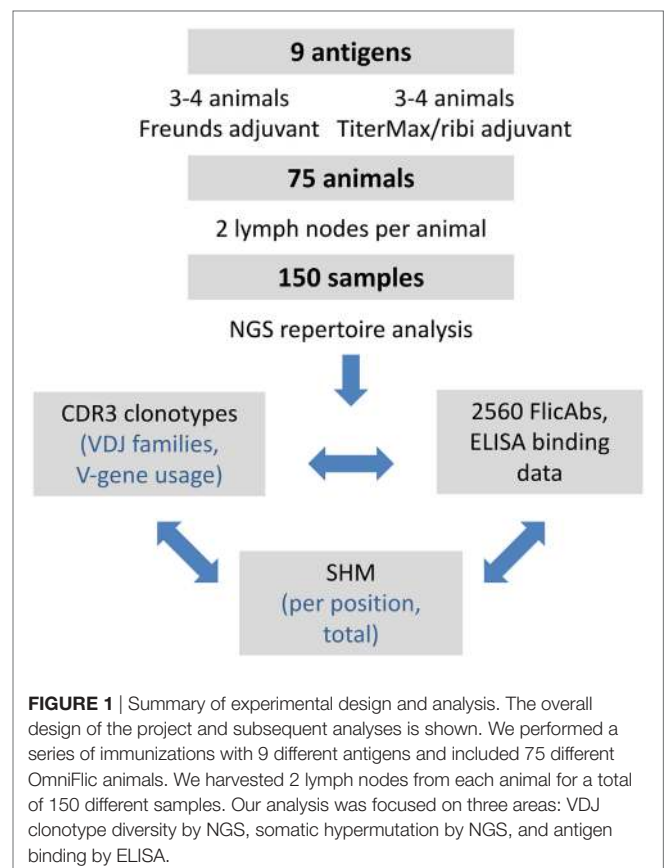 9 antigens
3-4 animals 3-4 animals
Freunds adjuvant TiterMax/ribi adjuvant
75 animals
2 lymph nodes per animal
150 samples
NGS repertoire analysis
CDR3 clonotypes
(VDJ families,
V-gene usage)
2560 FlicAbs,
ELISA binding
data
SHM
(per position,
total)
FIGURE 1 | Summary of experimental design and analysis. The overall
design of the project and subsequent analyses is shown. We performed a
series of immunizations with 9 different antigens and included 75 different
OmniFlic animals. We harvested 2 lymph nodes from each animal for a total
of 150 different samples. Our analysis was focused on three areas: VDJ
clonotype diversity by NGS, somatic hypermutation by NGS, and antigen
binding by ELISA.